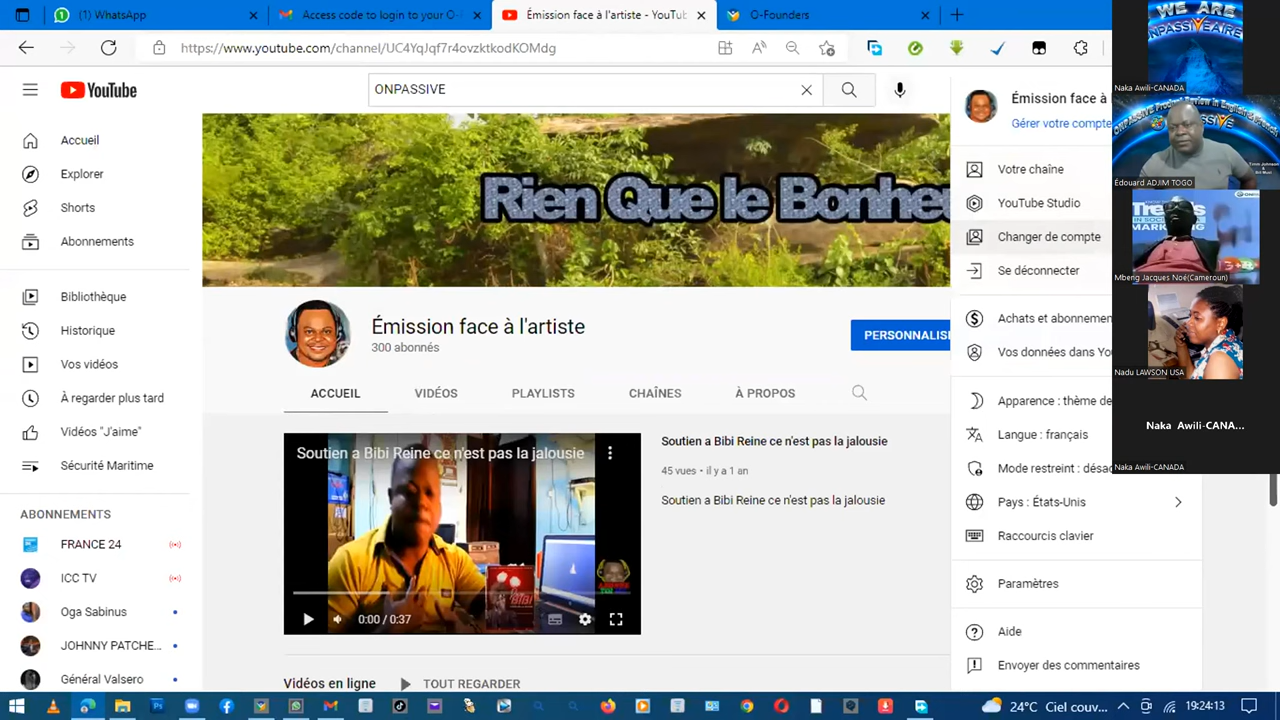 (1) WhatsApp
Access code to login to your O-
Émission face à l'artiste - YouTub
O-Founders
https://www.youtube.com/channel/UC4YqJqf7r4ovzktkodKOMdg
YouTube
ONPASSIVE
Accueil
Explorer
Shorts
Abonnements
Bibliothèque
Historique
Vos vidéos
À regarder plus tard
Vidéos "J'aime"
Sécurité Maritime
ABONNEMENTS
FRANCE 24
ICC TV
Oga Sabinus
JOHNNY PATCHE...
Général Valsero
Rien Que le Bonheu
Émission face à l'artiste
300 abonnés
PERSONNALIS
ACCUEIL
VIDÉOS
PLAYLISTS
CHAÎNES
À PROPOS
Soutien a Bibi Reine ce n'est pas la jalousie
0:00 / 0:37
Soutien a Bibi Reine ce n'est pas la jalousie
45 vues • il y a 1 an
Soutien a Bibi Reine ce n'est pas la jalousie
Vidéos en ligne
TOUT REGARDER
Émission face à l
Gérer votre compte
Votre chaîne
YouTube Studio
Changer de compte
Se déconnecter
Achats et abonnemen
Vos données dans You
Apparence : thème de
Langue : français
Mode restreint : désac
Pays : États-Unis
Raccourcis clavier
Paramètres
Aide
Envoyer des commentaires
WE ARE
ONPASSIVEAIRE
Naka Awili-CANADA
Édouard ADJIM TOGO
Mbeng Jacques Noé(Cameroun)
Nadu LAWSON USA
Naka Awili-CANA...
Naka Awili-CANADA
24°C Ciel couv...
19:24:13